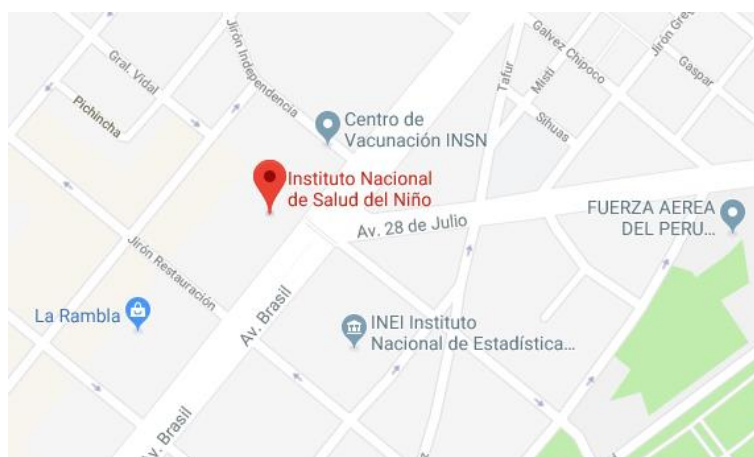 Gral. Vidal
Jirón Independencia
Galvez Chipoco
Jirón Greg
Pichincha
Tafur
Misti
Gaspar
Centro de
Vacunación INSN
Sihuas
Instituto Nacional
de Salud del Niño
FUERZA AEREA
DEL PERU...
Av. 28 de Julio
Jirón Restauración
La Rambla
Av. Brasil
INEI Instituto
Nacional de Estadística...
Av. Brasil